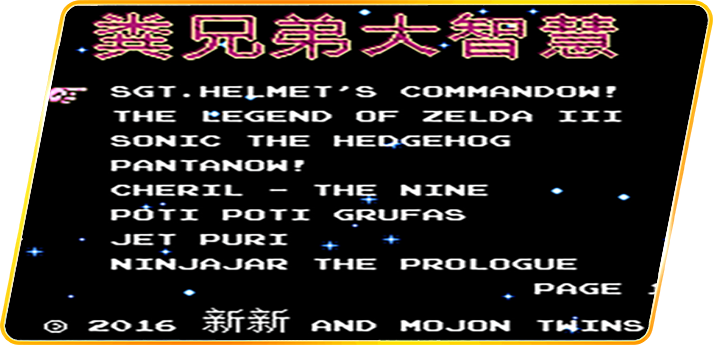 糞兄弟大智慧
SGT.HELMET'S COMMANDOW!
THE LEGEND OF ZELDA III
SONIC THE HEDGEHOG
PANTANOW!
CHERIL - THE NINE
POTI POTI GRUFAS
JET PURI
NINJAJAR THE PROLOGUE
PAGE 1
© 2016 新新 AND MOJON TWINS